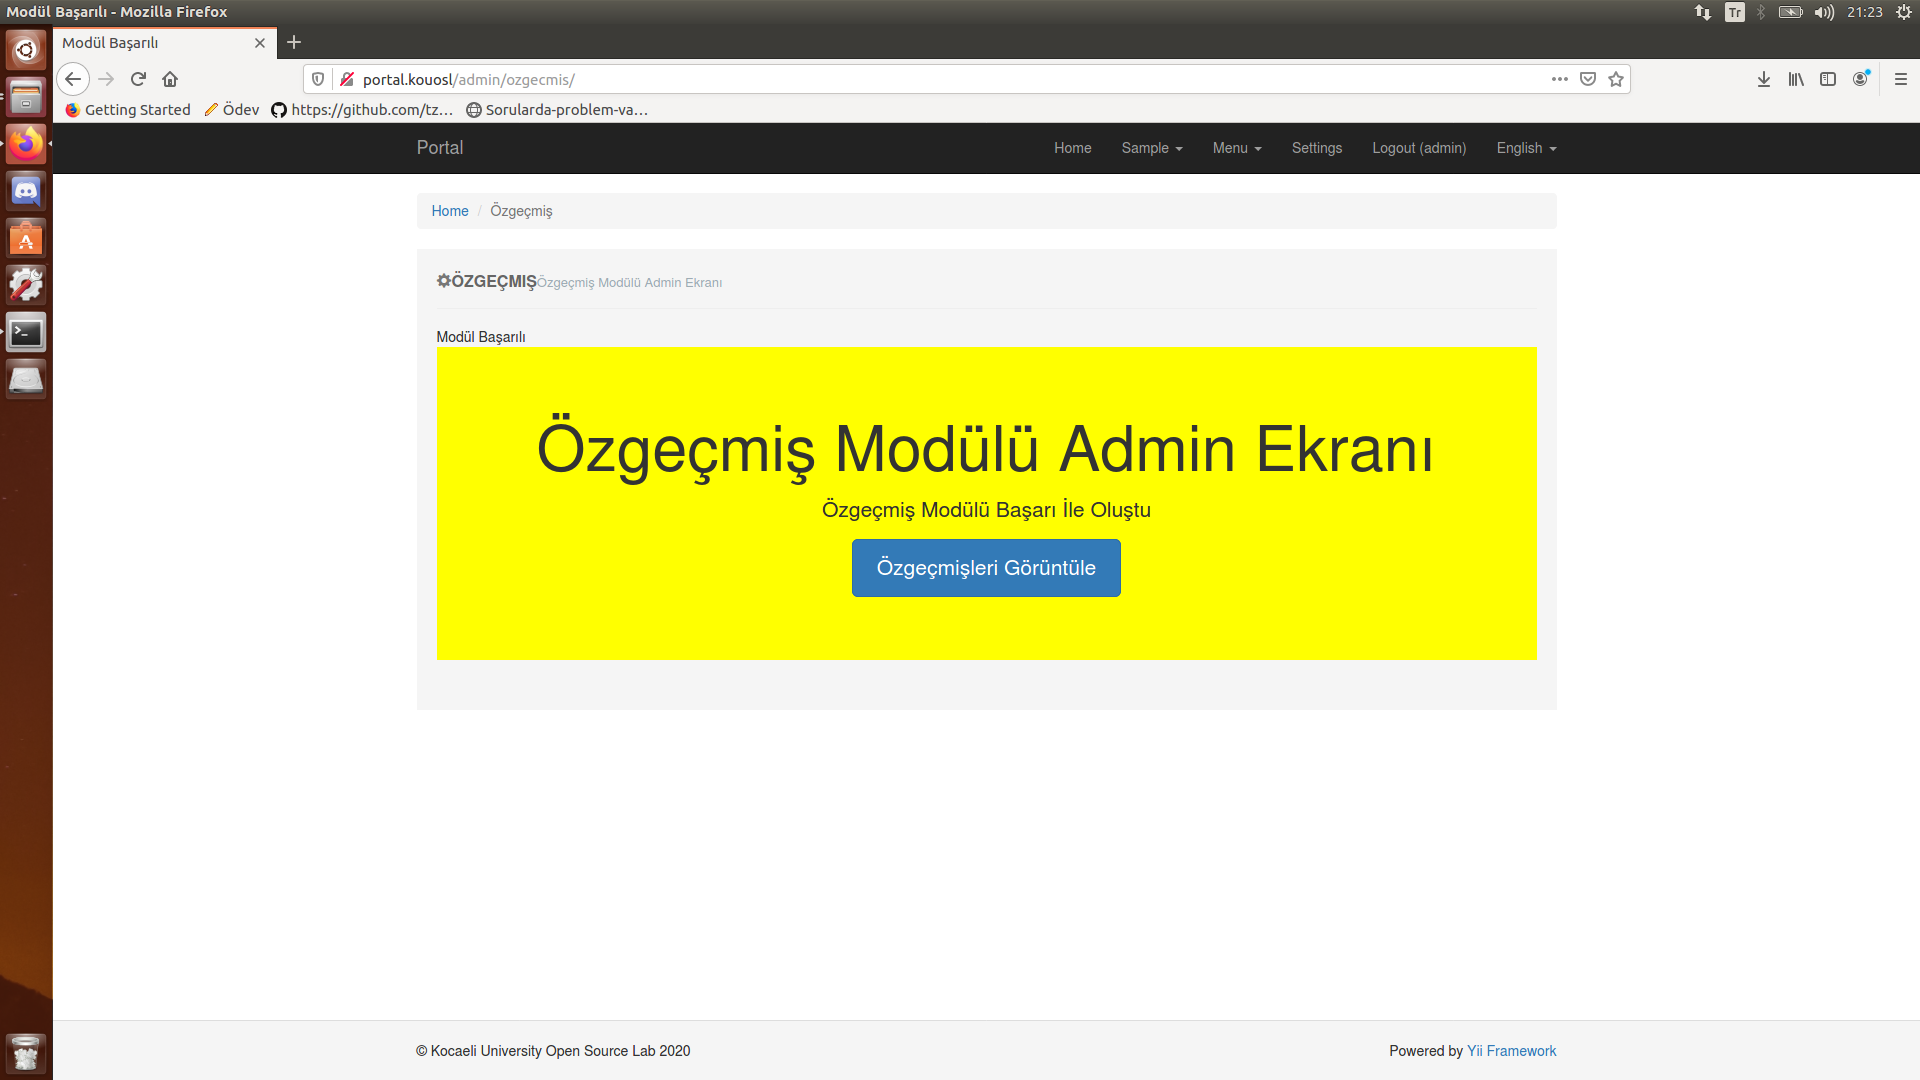 Modül Başarılı - Mozilla Firefox
Tr
21:23
Modül Başarılı
portal.kouosl/admin/ozgecmis/
Getting Started Ödev https://github.com/tz… Sorularda-problem-va…
Portal
Home Sample Menu Settings Logout (admin) English
Home / Özgeçmiş
ÖZGEÇMIŞÖzgeçmiş Modülü Admin Ekranı
Modül Başarılı
Özgeçmiş Modülü Admin Ekranı
Özgeçmiş Modülü Başarı İle Oluştu
Özgeçmişleri Görüntüle
© Kocaeli University Open Source Lab 2020
Powered by Yii Framework